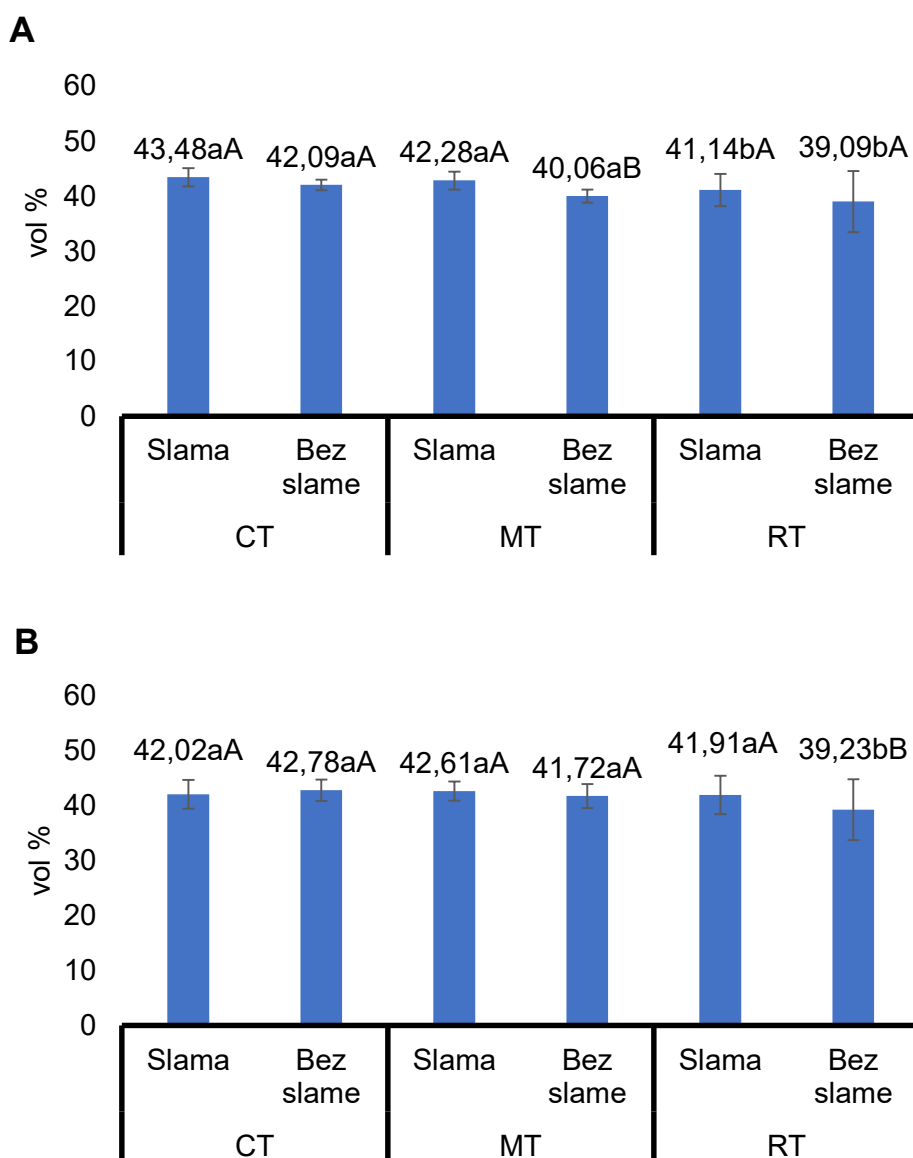 A
60
50
40
30
20
10
0
vol %
43,48aA 42,09aA 42,28aA 40,06aB 41,14bA 39,09bA
Slama Bez slame Slama Bez slame Slama Bez slame
CT MT RT
B
60
50
40
30
20
10
0
vol %
42,02aA 42,78aA 42,61aA 41,72aA 41,91aA 39,23bB
Slama Bez slame Slama Bez slame Slama Bez slame
CT MT RT